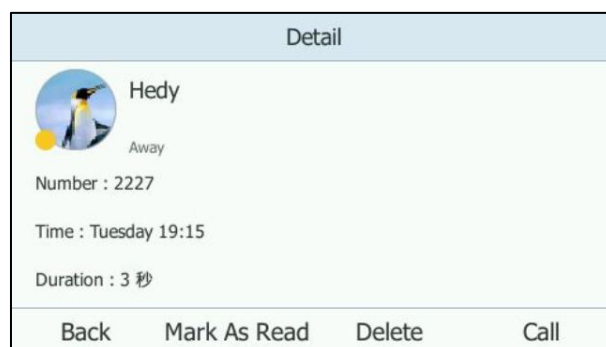 Detail
Hedy
Away
Number : 2227
Time : Tuesday 19:15
Duration : 3 秒
Back Mark As Read Delete Call